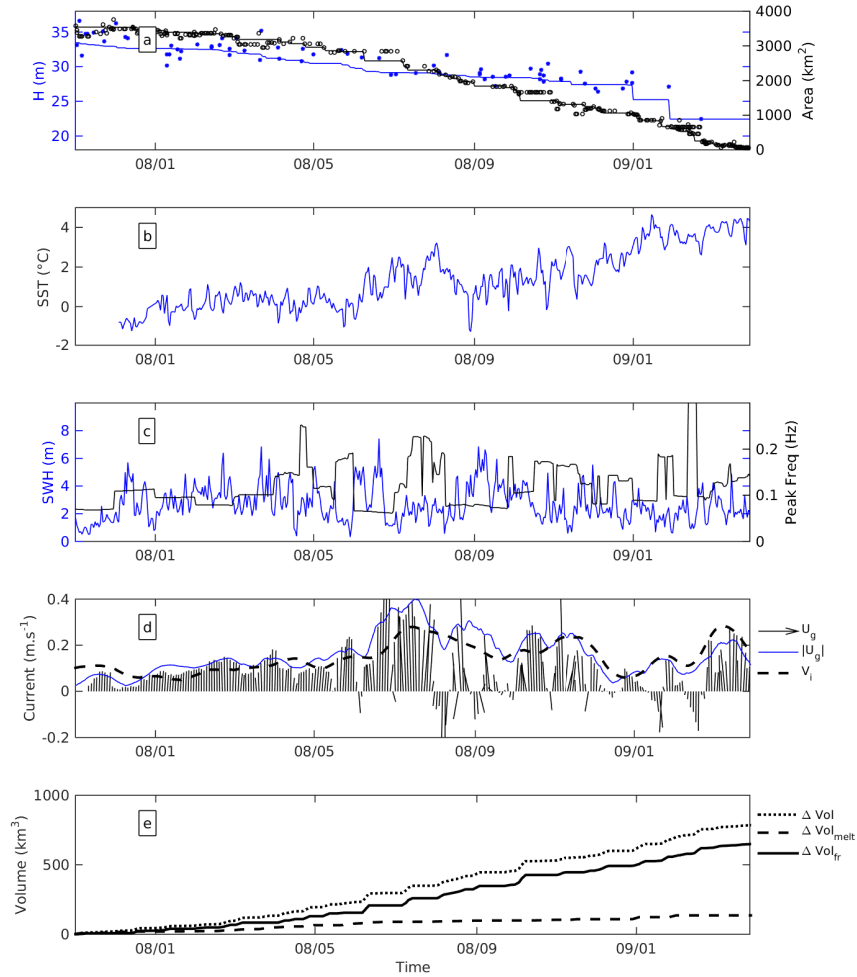 a
H (m)
35
30
25
20
4000
3000
2000
1000
0
Area (km²)
08/01 08/05 08/09 09/01
b
SST (°C)
4
2
0
-2
08/01 08/05 08/09 09/01
c
SWH (m)
8
6
4
2
0
0.2
0.1
0
Peak Freq (Hz)
08/01 08/05 08/09 09/01
d
Current (m.s⁻¹)
0.4
0.2
0
-0.2
08/01 08/05 08/09 09/01
U_g
|U_g|
V_i
e
Volume (km³)
1000
500
0
08/01 08/05 08/09 09/01
Time
Δ Vol
Δ Vol_melt
Δ Vol_fr